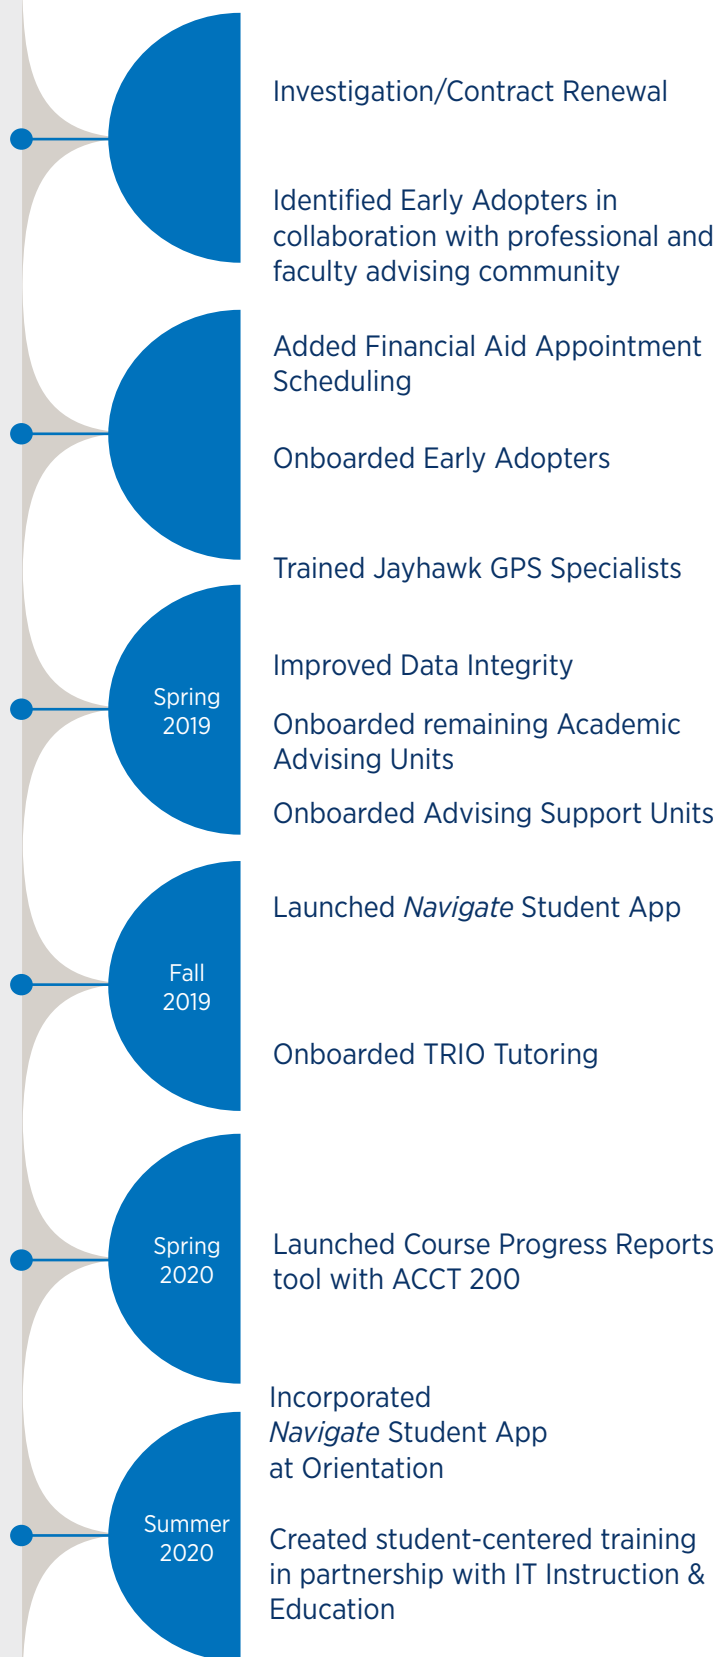 Investigation/Contract Renewal
Identified Early Adopters in
collaboration with professional and
faculty advising community
Added Financial Aid Appointment
Scheduling
Onboarded Early Adopters
Trained Jayhawk GPS Specialists
Spring
2019
Improved Data Integrity
Onboarded remaining Academic
Advising Units
Onboarded Advising Support Units
Fall
2019
Launched Navigate Student App
Onboarded TRIO Tutoring
Spring
2020
Launched Course Progress Reports
tool with ACCT 200
Summer
2020
Incorporated
Navigate Student App
at Orientation
Created student-centered training
in partnership with IT Instruction &
Education